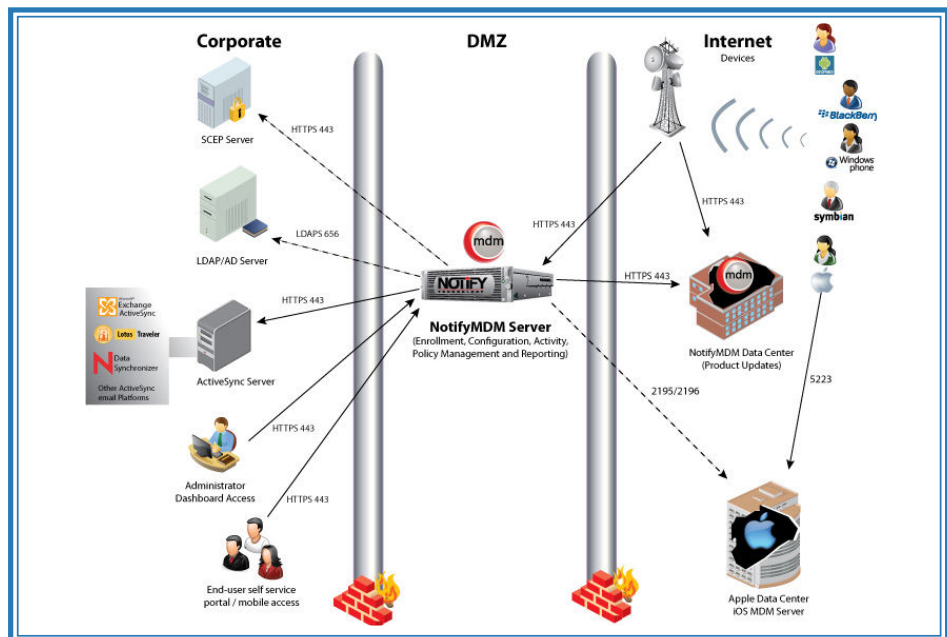 Corporate
DMZ
Internet
Devices
ANDROID
SCEP Server
HTTPS 443
BlackBerry
Windows
phone
HTTPS 443
HTTPS 443
symbian
LDAP/AD Server
LDAPS 656
mdm
mdm
NOTIFY
TECHNOLOGY
HTTPS 443
HTTPS 443
Microsoft
Exchange
ActiveSync
Lotus Traveler
N Data
Synchronizer
Other ActiveSync
email Platforms
ActiveSync Server
NotifyMDM Server
(Enrollment, Configuration, Activity,
Policy Management and Reporting)
NotifyMDM Data Center
(Product Updates)
5223
2195/2196
HTTPS 443
Administrator
Dashboard Access
HTTPS 443
End-user self service
portal / mobile access
Apple Data Center
iOS MDM Server